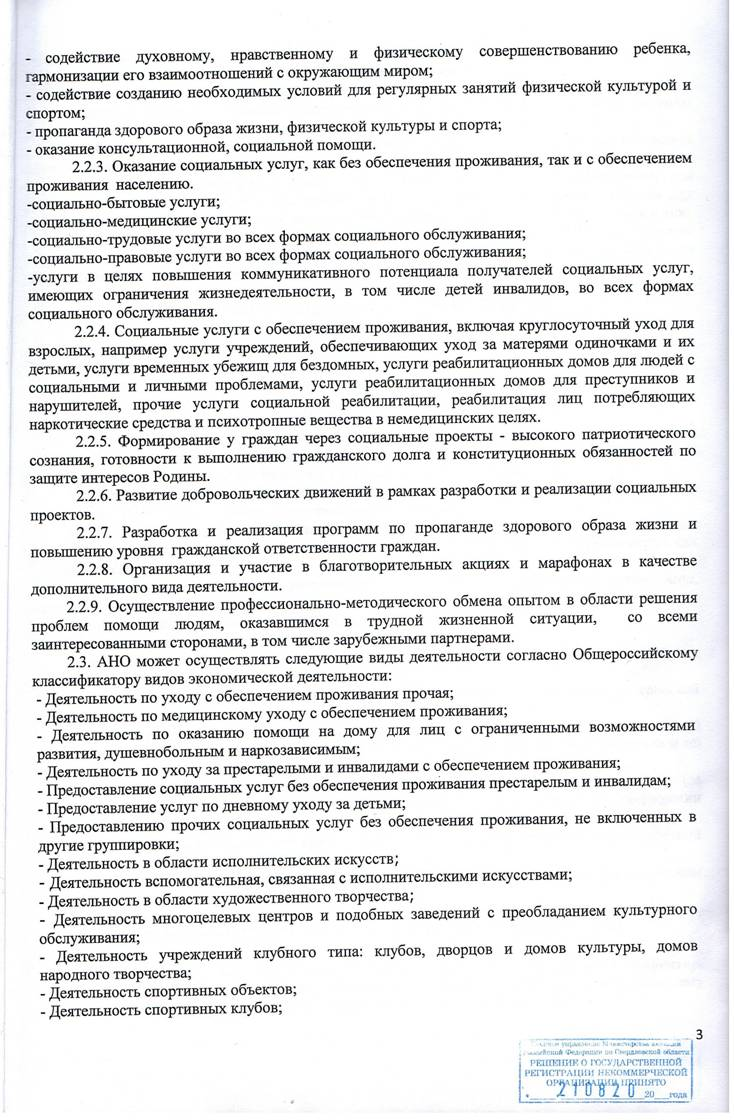 - содействие духовному, нравственному и физическому совершенствованию ребенка,
гармонизации его взаимоотношений с окружающим миром;
- содействие созданию необходимых условий для регулярных занятий физической культурой и
спортом;
- пропаганда здорового образа жизни, физической культуры и спорта;
- оказание консультационной, социальной помощи.
2.2.3. Оказание социальных услуг, как без обеспечения проживания, так и с обеспечением
проживания населению.
-социально-бытовые услуги;
-социально-медицинские услуги;
-социально-трудовые услуги во всех формах социального обслуживания;
-социально-правовые услуги во всех формах социального обслуживания;
-услуги в целях повышения коммуникативного потенциала получателей социальных услуг,
имеющих ограничения жизнедеятельности, в том числе детей инвалидов, во всех формах
социального обслуживания.
2.2.4. Социальные услуги с обеспечением проживания, включая круглосуточный уход для
взрослых, например услуги учреждений, обеспечивающих уход за матерями одиночками и их
детьми, услуги временных убежищ для бездомных, услуги реабилитационных домов для людей с
социальными и личными проблемами, услуги реабилитационных домов для преступников и
нарушителей, прочие услуги социальной реабилитации, реабилитация лиц потребляющих
наркотические средства и психотропные вещества в немедицинских целях.
2.2.5. Формирование у граждан через социальные проекты - высокого патриотического
сознания, готовности к выполнению гражданского долга и конституционных обязанностей по
защите интересов Родины.
2.2.6. Развитие добровольческих движений в рамках разработки и реализации социальных
проектов.
2.2.7. Разработка и реализация программ по пропаганде здорового образа жизни и
повышению уровня гражданской ответственности граждан.
2.2.8. Организация и участие в благотворительных акциях и марафонах в качестве
дополнительного вида деятельности.
2.2.9. Осуществление профессионально-методического обмена опытом в области решения
проблем помощи людям, оказавшимся в трудной жизненной ситуации, со всеми
заинтересованными сторонами, в том числе зарубежными партнерами.
2.3. АНО может осуществлять следующие виды деятельности согласно Общероссийскому
классификатору видов экономической деятельности:
- Деятельность по уходу с обеспечением проживания прочая;
- Деятельность по медицинскому уходу с обеспечением проживания;
- Деятельность по оказанию помощи на дому для лиц с ограниченными возможностями
развития, душевнобольным и наркозависимым;
- Деятельность по уходу за престарелыми и инвалидами с обеспечением проживания;
- Предоставление социальных услуг без обеспечения проживания престарелым и инвалидам;
- Предоставление услуг по дневному уходу за детьми;
- Предоставлению прочих социальных услуг без обеспечения проживания, не включенных в
другие группировки;
- Деятельность в области исполнительских искусств;
- Деятельность вспомогательная, связанная с исполнительскими искусствами;
- Деятельность в области художественного творчества;
- Деятельность многоцелевых центров и подобных заведений с преобладанием культурного
обслуживания;
- Деятельность учреждений клубного типа: клубов, дворцов и домов культуры, домов
народного творчества;
- Деятельность спортивных объектов;
- Деятельность спортивных клубов;
3
Российской Федерации по Свердловской области
РЕШЕНИЕ О ГОСУДАРСТВЕННОЙ
РЕГИСТРАЦИИ НЕКОММЕРЧЕСКОЙ
ОРГАНИЗАЦИИ ПРИНЯТО
210820 20 года